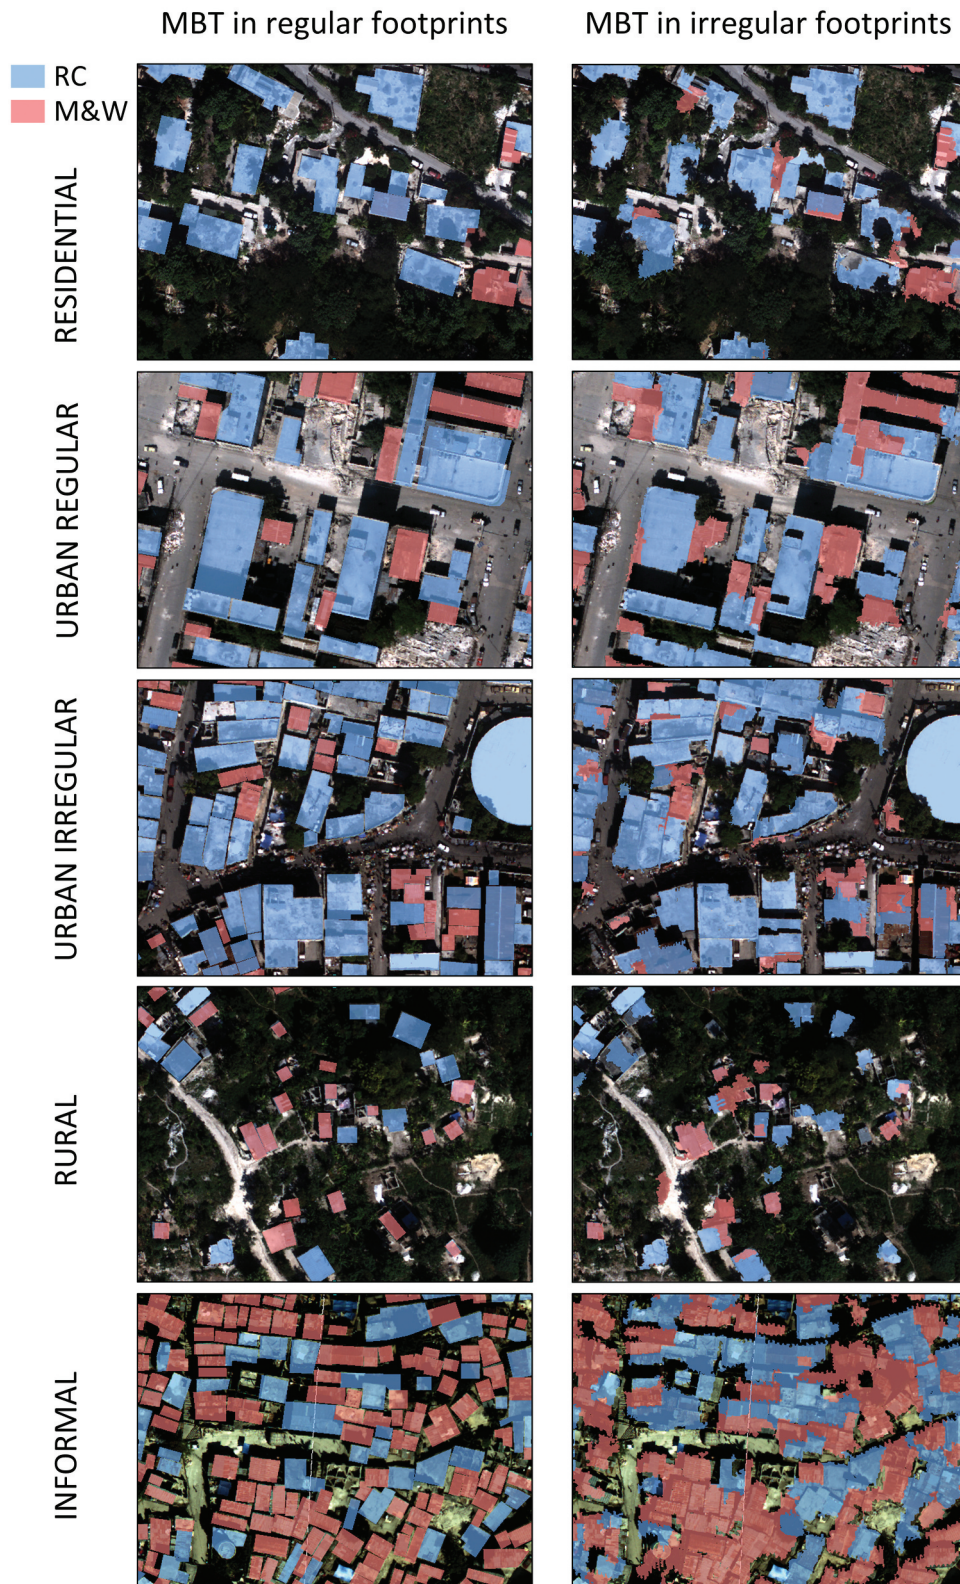 MBT in regular footprints
MBT in irregular footprints
RC
M&W
RESIDENTIAL
URBAN REGULAR
URBAN IRREGULAR
RURAL
INFORMAL